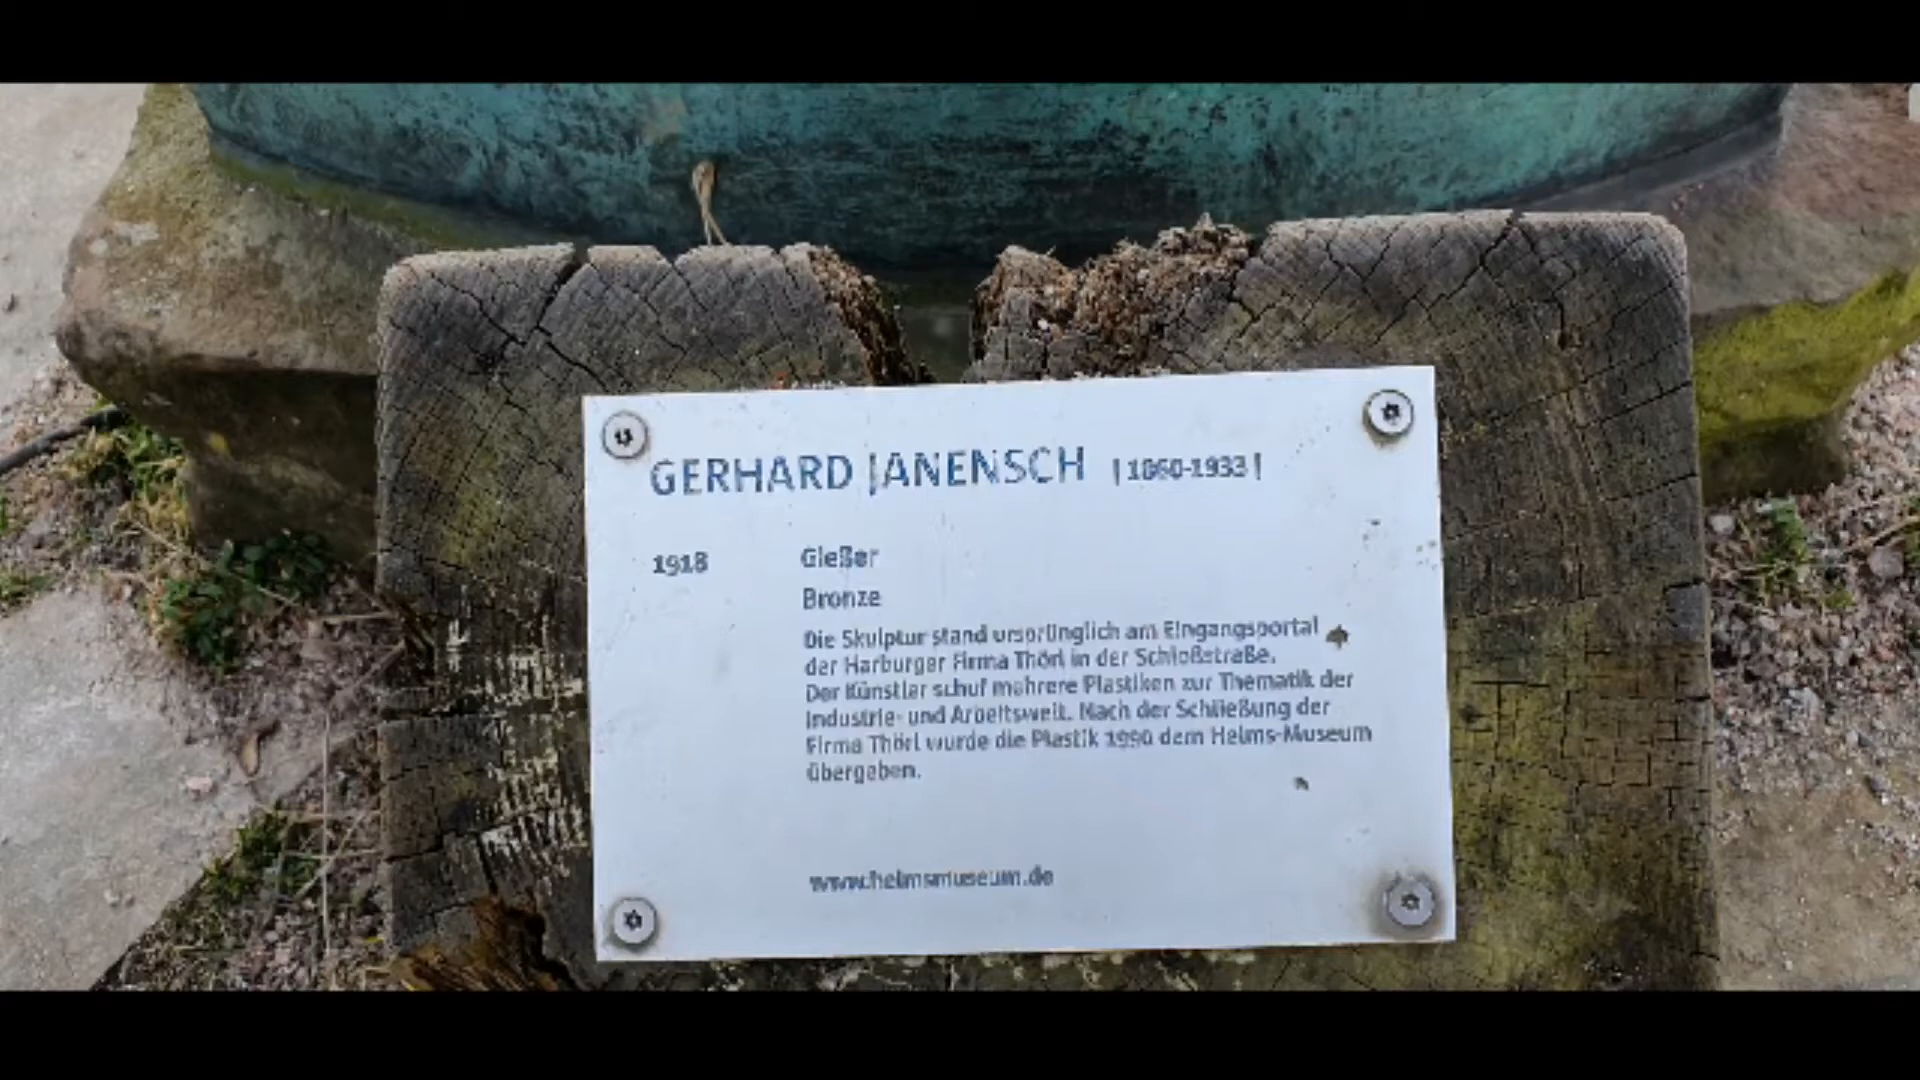 GERHARD JANENSCH | 1860-1933 |
1918 Gießer
Bronze
Die Skulptur stand ursprünglich am Eingangsportal
der Harburger Firma Thörl in der Schloßstraße.
Der Künstler schuf mehrere Plastiken zur Thematik der
Industrie- und Arbeitswelt. Nach der Schließung der
Firma Thörl wurde die Plastik 1990 dem Helms-Museum
übergeben.
www.helmsmuseum.de